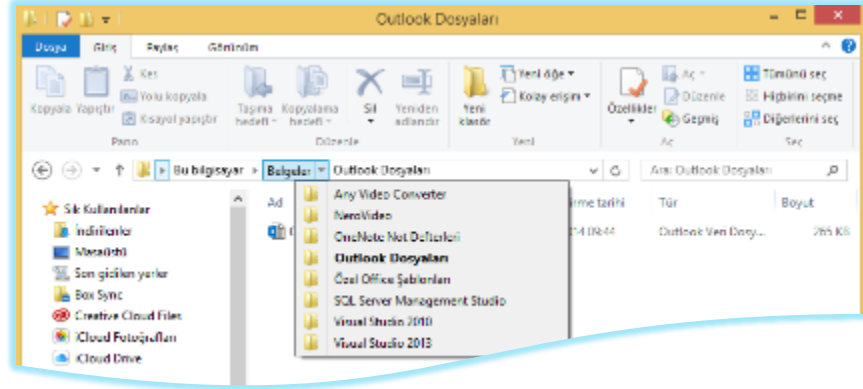 Outlook Dosyaları
Dosya Giriş Paylaş Görünüm
Kopyala Yapıştır Kes Yolu kopyala Kısayol yapıştır
Taşıma hedefi Kopyalama hedefi Sil Yeniden adlandır
Yeni klasör Yeni öğe Kolay erişim
Özellikler Aç Düzenle Geçmiş
Tümünü seç Hiçbirini seçme Diğerlerini seç
Pano Düzenle Yeni Aç Seç
Bu bilgisayar Belgeler Outlook Dosyaları Ara: Outlook Dosyaları
Ad tarihi Tür Boyut
09:44 Outlook Veri Dosy... 265 KB
Sık Kullanılanlar
İndirilenler
Masaüstü
Son gidilen yerler
Box Sync
Creative Cloud Files
iCloud Fotoğrafları
iCloud Drive
Any Video Converter
NeroVideo
OneNote Not Defterleri
Outlook Dosyaları
Özel Office Şablonları
SQL Server Management Studio
Visual Studio 2010
Visual Studio 2013